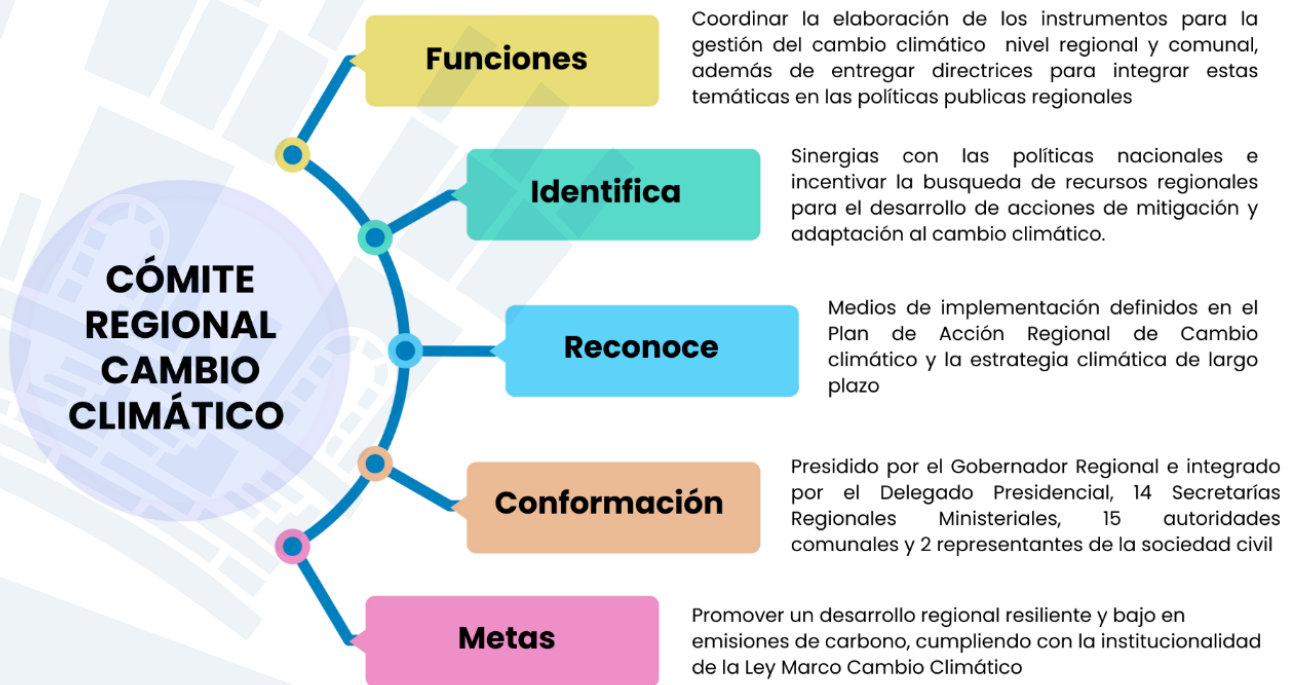 CÓMITE
REGIONAL
CAMBIO
CLIMÁTICO
Funciones
Coordinar la elaboración de los instrumentos para la
gestión del cambio climático nivel regional y comunal,
además de entregar directrices para integrar estas
temáticas en las políticas publicas regionales
Identifica
Sinergias con las políticas nacionales e
incentivar la busqueda de recursos regionales
para el desarrollo de acciones de mitigación y
adaptación al cambio climático.
Reconoce
Medios de implementación definidos en el
Plan de Acción Regional de Cambio
climático y la estrategia climática de largo
plazo
Conformación
Presidido por el Gobernador Regional e integrado
por el Delegado Presidencial, 14 Secretarías
Regionales Ministeriales, 15 autoridades
comunales y 2 representantes de la sociedad civil
Metas
Promover un desarrollo regional resiliente y bajo en
emisiones de carbono, cumpliendo con la institucionalidad
de la Ley Marco Cambio Climático